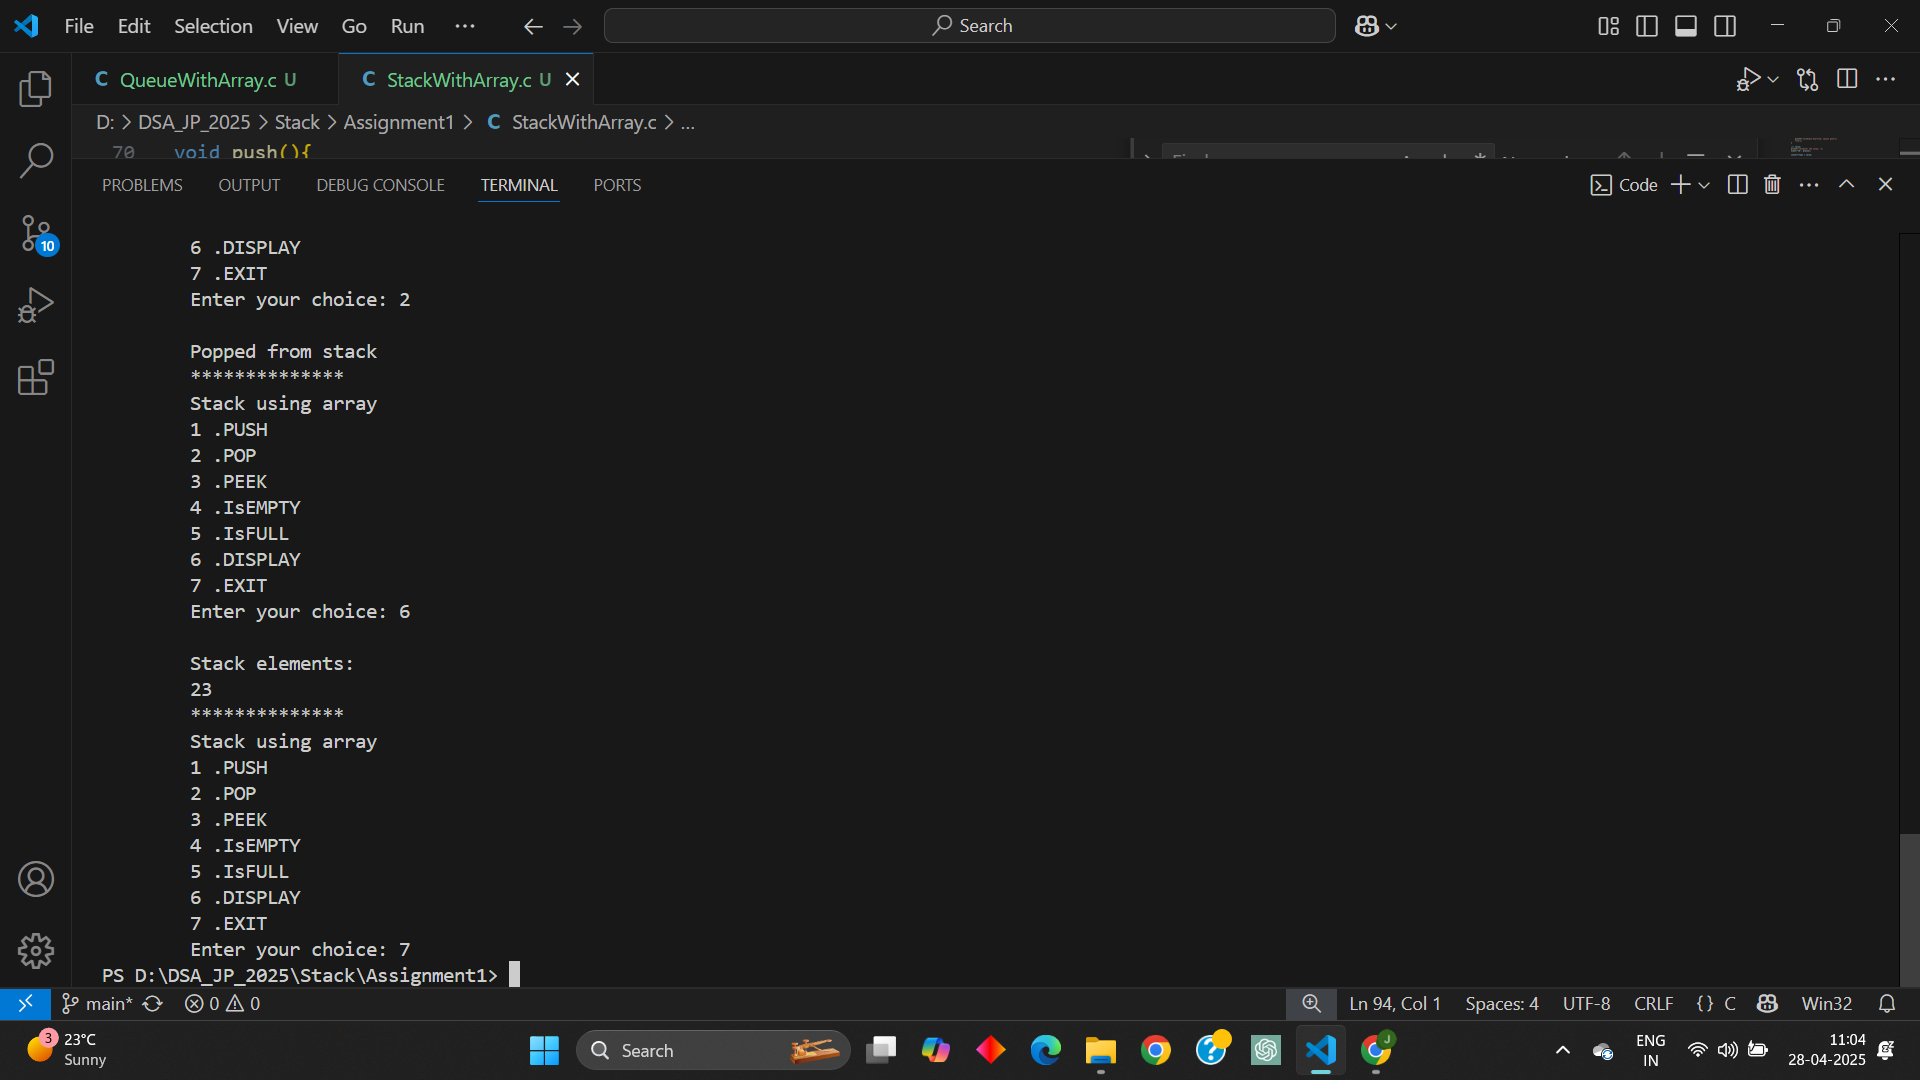 File Edit Selection View Go Run ··· Search
C QueueWithArray.c U C StackWithArray.c U
D: > DSA_JP_2025 > Stack > Assignment1 > C StackWithArray.c > ...
70 void push(){
PROBLEMS OUTPUT DEBUG CONSOLE TERMINAL PORTS Code
6 .DISPLAY
7 .EXIT
Enter your choice: 2
Popped from stack
**************
Stack using array
1 .PUSH
2 .POP
3 .PEEK
4 .IsEMPTY
5 .IsFULL
6 .DISPLAY
7 .EXIT
Enter your choice: 6
Stack elements:
23
**************
Stack using array
1 .PUSH
2 .POP
3 .PEEK
4 .IsEMPTY
5 .IsFULL
6 .DISPLAY
7 .EXIT
Enter your choice: 7
PS D:\DSA_JP_2025\Stack\Assignment1>
10
main* 0 0 Ln 94, Col 1 Spaces: 4 UTF-8 CRLF {} C Win32
3 23°C
Sunny
Search
J
ENG
IN
11:04
28-04-2025